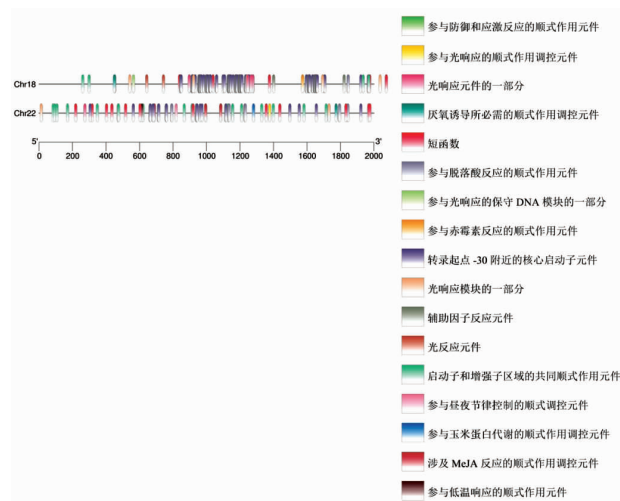 参与防御和应激反应的顺式作用元件
参与光响应的顺式作用调控元件
光响应元件的一部分
厌氧诱导所必需的顺式作用调控元件
短函数
参与脱落酸反应的顺式作用元件
参与光响应的保守 DNA 模块的一部分
参与赤霉素反应的顺式作用元件
转录起点 -30 附近的核心启动子元件
光响应模块的一部分
辅助因子反应元件
光反应元件
启动子和增强子区域的共同顺式作用元件
参与昼夜节律控制的顺式调控元件
参与玉米蛋白代谢的顺式作用调控元件
涉及 MeJA 反应的顺式作用调控元件
参与低温响应的顺式作用元件
Chr18
Chr22
5' 3'
0 200 400 600 800 1000 1200 1400 1600 1800 2000